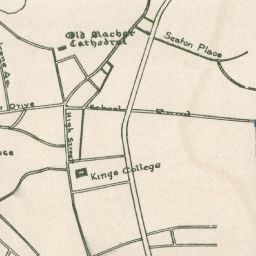 Old Machar
Cathedral
Seaton Place
Drive
School Road
High Street
Kings College